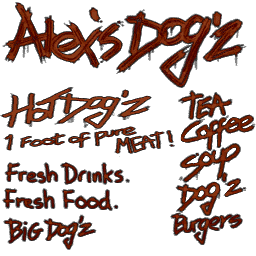 Alex's Dog'z
Hot Dog'z
1 Foot of pure MEAT!
Fresh Drinks.
Fresh Food.
BiG Dog'z
TEA
Coffee
Soup
Dog'z
Burgers